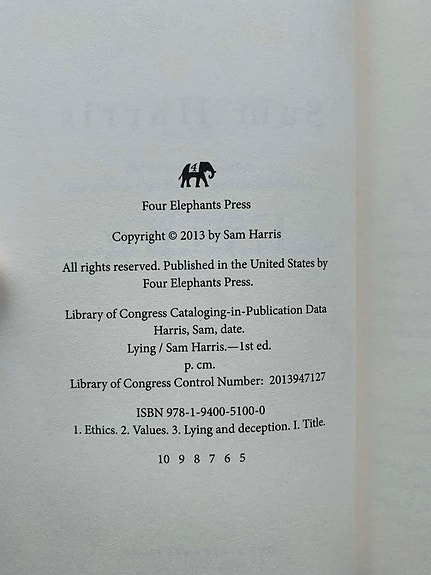 4
Four Elephants Press
Copyright © 2013 by Sam Harris
All rights reserved. Published in the United States by
Four Elephants Press.
Library of Congress Cataloging-in-Publication Data
Harris, Sam, date.
Lying / Sam Harris.—1st ed.
p. cm.
Library of Congress Control Number: 2013947127
ISBN 978-1-9400-5100-0
1. Ethics. 2. Values. 3. Lying and deception. I. Title.
10 9 8 7 6 5